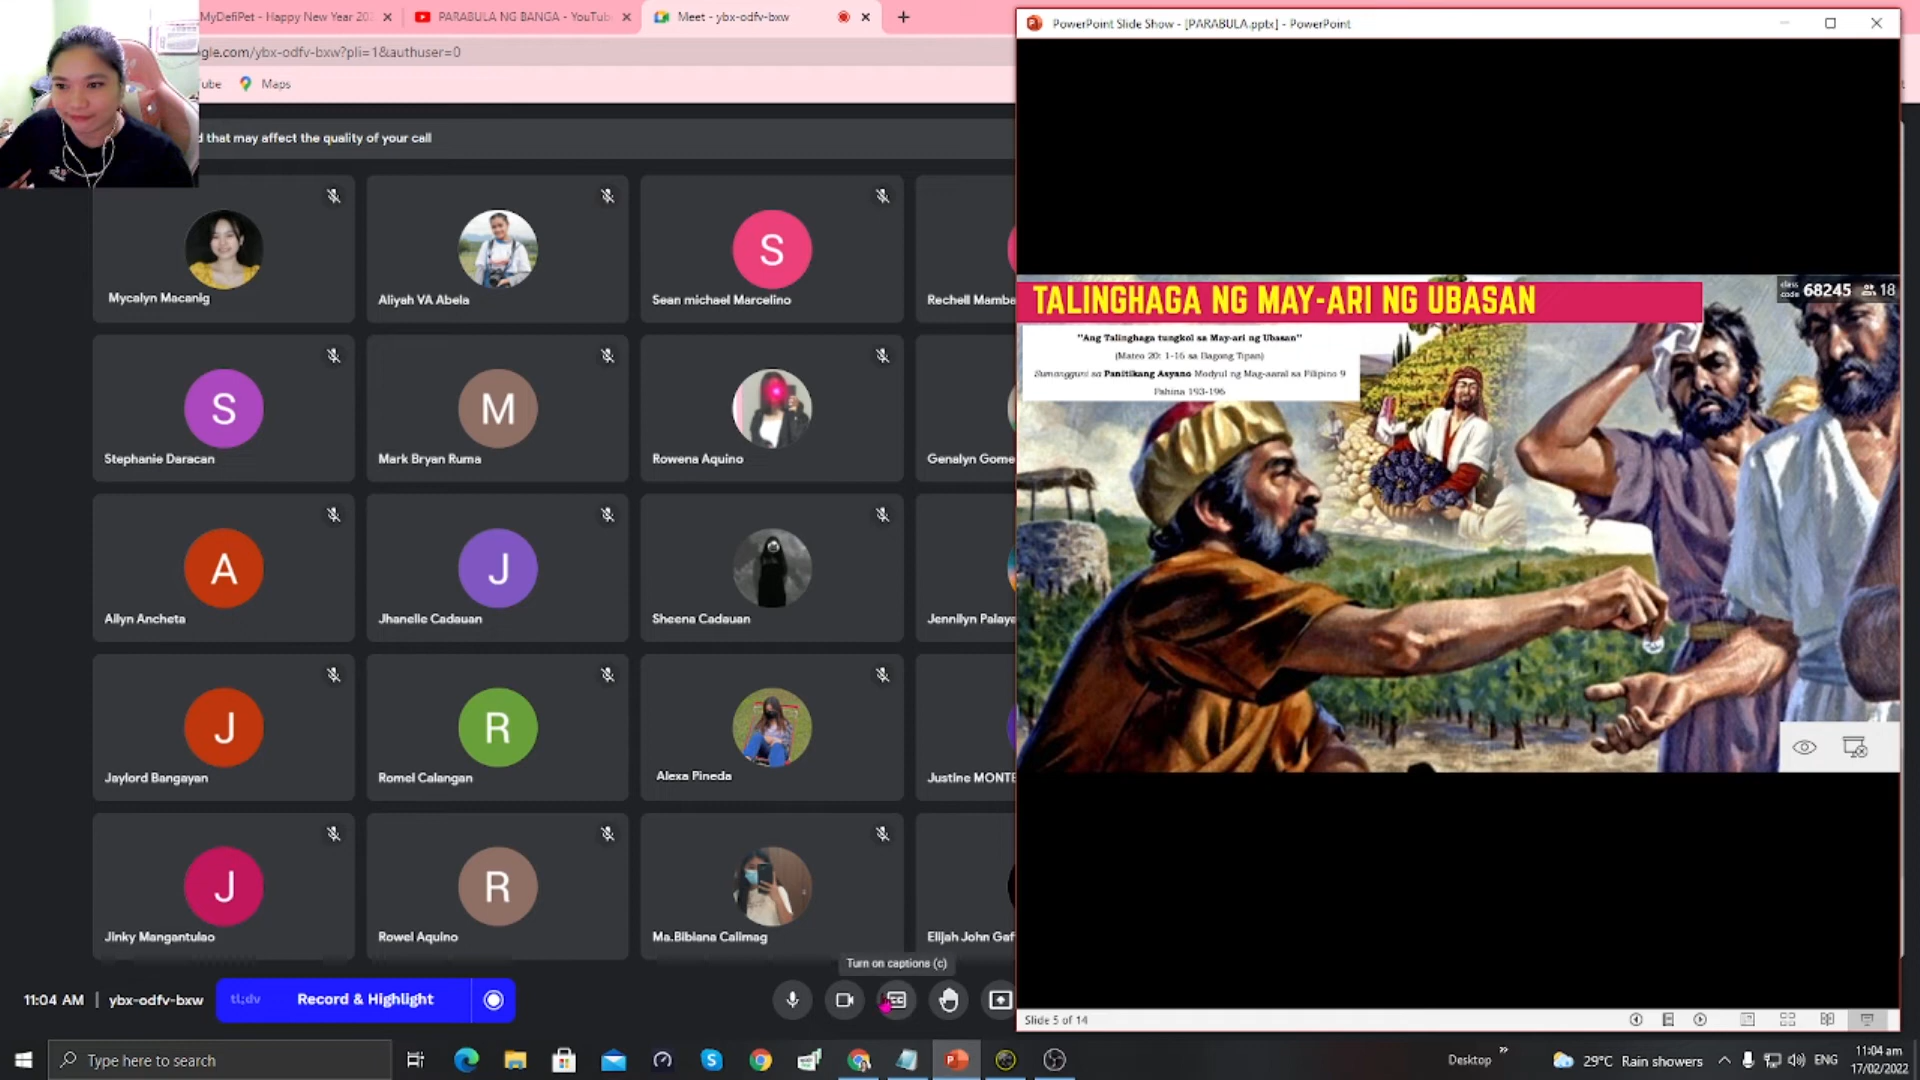 MyDefiPet - Happy New Year 202
PARABULA NG BANGA - YouTub
Meet - ybx-odfv-bxw
PowerPoint Slide Show - [PARABULA.pptx] - PowerPoint
gle.com/ybx-odfv-bxw?pli=1&authuser=0
ube
Maps
d that may affect the quality of your call
Mycalyn Macanig
Aliyah VA Abela
S
Sean michael Marcelino
Rechell Mamba
S
Stephanie Daracan
M
Mark Bryan Ruma
Rowena Aquino
Genalyn Gome
A
Allyn Ancheta
J
Jhanelle Cadauan
Sheena Cadauan
Jennilyn Palaya
J
Jaylord Bangayan
R
Romel Calangan
Alexa Pineda
Justine MONTE
J
Jinky Mangantulao
R
Rowel Aquino
Ma.Bibiana Calimag
Elijah John Gaf
Turn on captions (c)
11:04 AM | ybx-odfv-bxw
tl;dv Record & Highlight
TALINGHAGA NG MAY-ARI NG UBASAN
class code 68245 18
"Ang Talinghaga tungkol sa May-ari ng Ubasan"
(Mateo 20: 1-16 sa Bagong Tipan)
Sumangguni sa Panitikang Asyano Modyul ng Mag-aaral sa Filipino 9
Pahina 193-196
Slide 5 of 14
Type here to search
Desktop
29°C Rain showers
ENG
11:04 am
17/02/2022